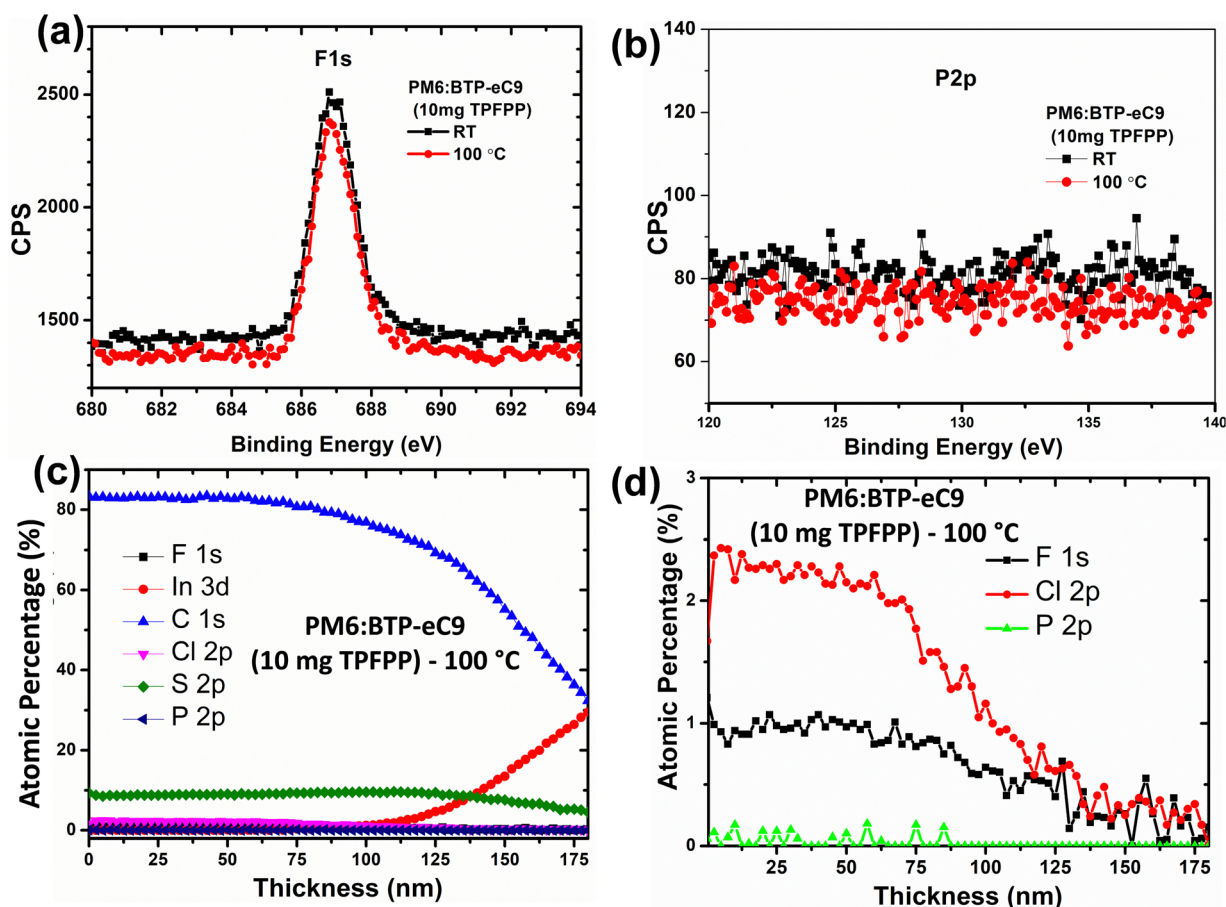 (a)
F1s
PM6:BTP-eC9
(10mg TPFPP)
RT
100 °C
2500
2000
1500
CPS
680 682 684 686 688 690 692 694
Binding Energy (eV)
(b)
P2p
PM6:BTP-eC9
(10mg TPFPP)
RT
100 °C
140
120
100
80
60
CPS
120 125 130 135 140
Binding Energy (eV)
(c)
F 1s
In 3d
C 1s
Cl 2p
S 2p
P 2p
PM6:BTP-eC9
(10 mg TPFPP) - 100 °C
80
60
40
20
0
Atomic Percentage (%)
0 25 50 75 100 125 150 175
Thickness (nm)
(d)
PM6:BTP-eC9
(10 mg TPFPP) - 100 °C
F 1s
Cl 2p
P 2p
3
2
1
0
Atomic Percentage (%)
25 50 75 100 125 150 175
Thickness (nm)